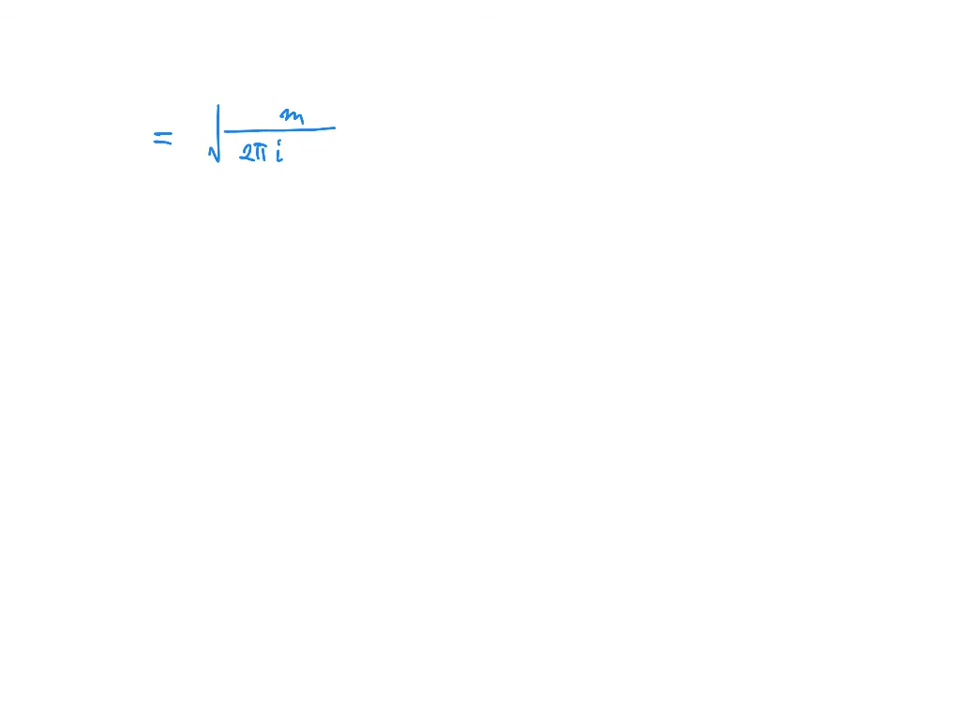 = √ m / 2π i